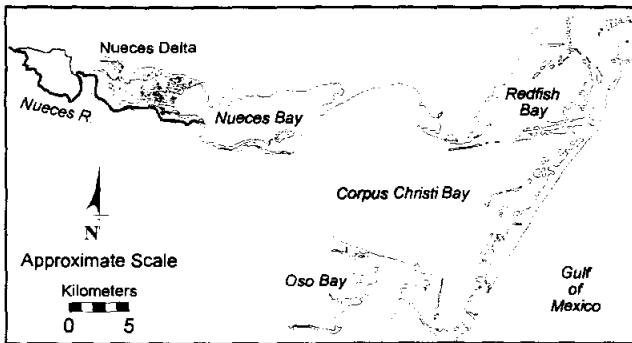 Nueces Delta
Nueces R.
Nueces Bay
Redfish
Bay
Corpus Christi Bay
N
Approximate Scale
Kilometers
0 5
Oso Bay
Gulf
of
Mexico